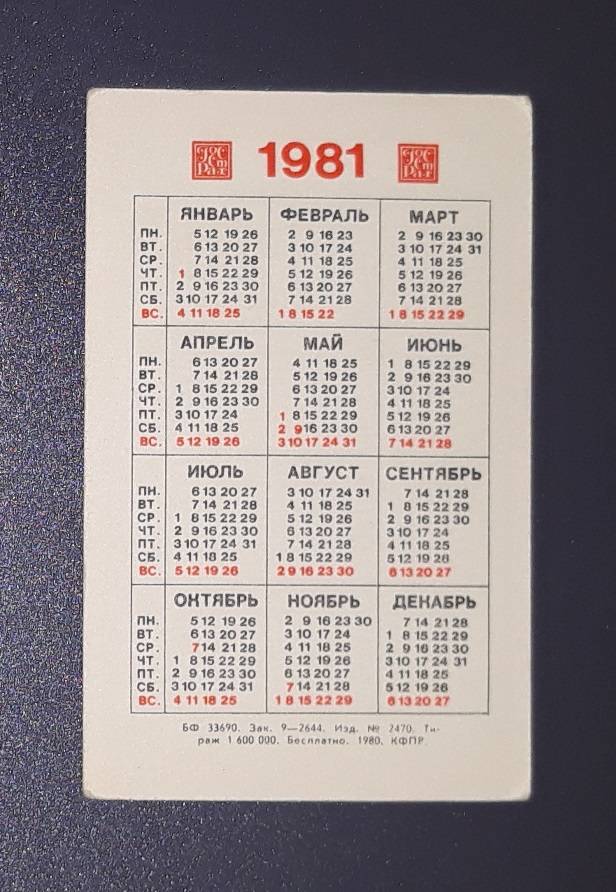 Гос
Ст
Рах
1981
Гос
Ст
Рах
ЯНВАРЬ ФЕВРАЛЬ МАРТ
ПН. 5 12 19 26 2 9 16 23 2 9 16 23 30
ВТ. 6 13 20 27 3 10 17 24 3 10 17 24 31
СР. 7 14 21 28 4 11 18 25 4 11 18 25
ЧТ. 1 8 15 22 29 5 12 19 26 5 12 19 26
ПТ. 2 9 16 23 30 6 13 20 27 6 13 20 27
СБ. 3 10 17 24 31 7 14 21 28 7 14 21 28
ВС. 4 11 18 25 1 8 15 22 1 8 15 22 29
АПРЕЛЬ МАЙ ИЮНЬ
ПН. 6 13 20 27 4 11 18 25 1 8 15 22 29
ВТ. 7 14 21 28 5 12 19 26 2 9 16 23 30
СР. 1 8 15 22 29 6 13 20 27 3 10 17 24
ЧТ. 2 9 16 23 30 7 14 21 28 4 11 18 25
ПТ. 3 10 17 24 1 8 15 22 29 5 12 19 26
СБ. 4 11 18 25 2 9 16 23 30 6 13 20 27
ВС. 5 12 19 26 3 10 17 24 31 7 14 21 28
ИЮЛЬ АВГУСТ СЕНТЯБРЬ
ПН. 6 13 20 27 3 10 17 24 31 7 14 21 28
ВТ. 7 14 21 28 4 11 18 25 1 8 15 22 29
СР. 1 8 15 22 29 5 12 19 26 2 9 16 23 30
ЧТ. 2 9 16 23 30 6 13 20 27 3 10 17 24
ПТ. 3 10 17 24 31 7 14 21 28 4 11 18 25
СБ. 4 11 18 25 1 8 15 22 29 5 12 19 26
ВС. 5 12 19 26 2 9 16 23 30 6 13 20 27
ОКТЯБРЬ НОЯБРЬ ДЕКАБРЬ
ПН. 5 12 19 26 2 9 16 23 30 7 14 21 28
ВТ. 6 13 20 27 3 10 17 24 1 8 15 22 29
СР. 7 14 21 28 4 11 18 25 2 9 16 23 30
ЧТ. 1 8 15 22 29 5 12 19 26 3 10 17 24 31
ПТ. 2 9 16 23 30 6 13 20 27 4 11 18 25
СБ. 3 10 17 24 31 7 14 21 28 5 12 19 26
ВС. 4 11 18 25 1 8 15 22 29 6 13 20 27
БФ 33690. Зак. 9—2644. Изд. № 2470. Ти-
раж 1 600 000. Бесплатно. 1980. КФПР.